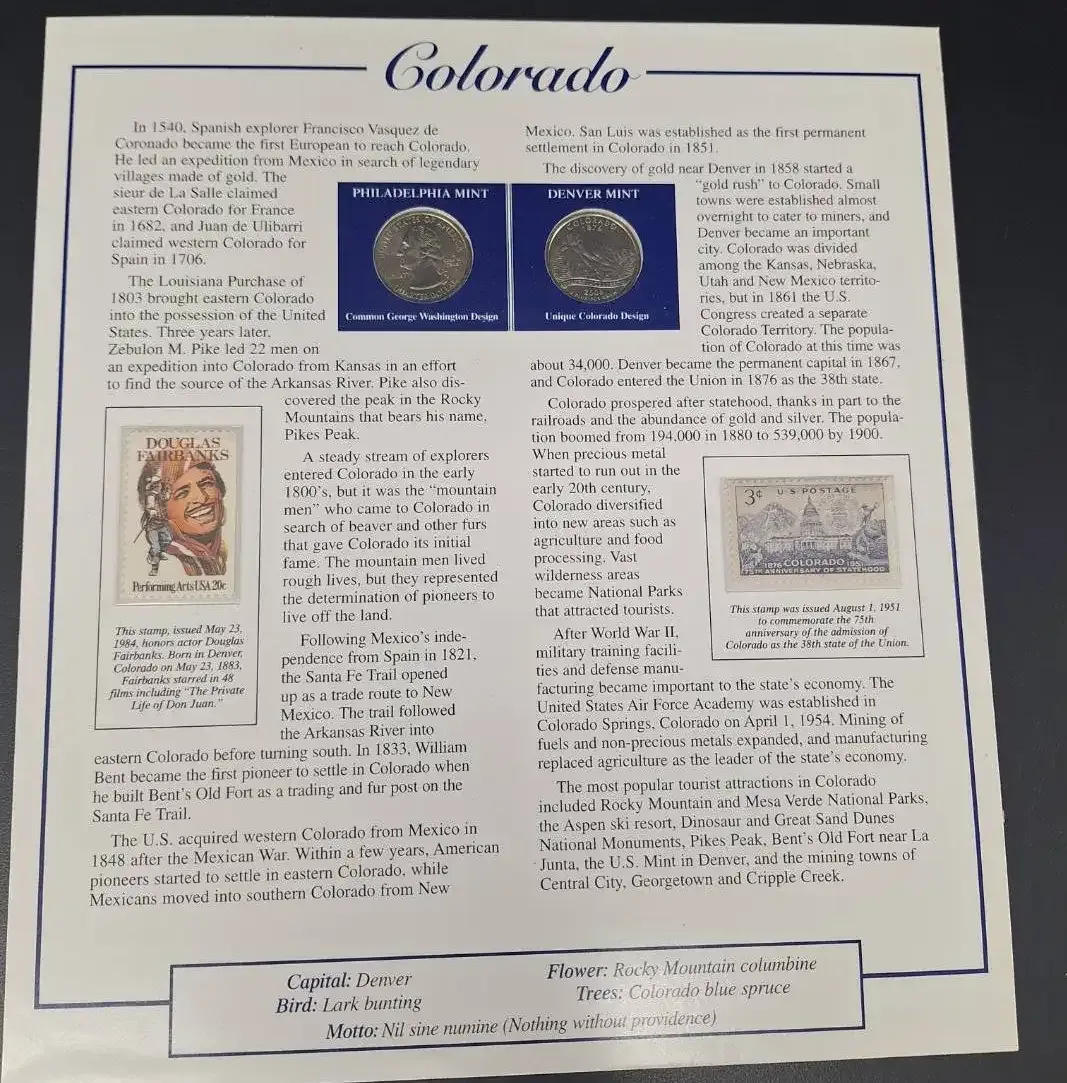 Colorado
In 1540, Spanish explorer Francisco Vasquez de
Coronado became the first European to reach Colorado.
He led an expedition from Mexico in search of legendary
villages made of gold. The
sieur de La Salle claimed
eastern Colorado for France
in 1682, and Juan de Ulibarri
claimed western Colorado for
Spain in 1706.
The Louisiana Purchase of
1803 brought eastern Colorado
into the possession of the United
States. Three years later,
Zebulon M. Pike led 22 men on
an expedition into Colorado from Kansas in an effort
to find the source of the Arkansas River. Pike also dis-
covered the peak in the Rocky
Mountains that bears his name,
Pikes Peak.
A steady stream of explorers
entered Colorado in the early
1800's, but it was the "mountain
men" who came to Colorado in
search of beaver and other furs
that gave Colorado its initial
fame. The mountain men lived
rough lives, but they represented
the determination of pioneers to
live off the land.
Following Mexico's inde-
pendence from Spain in 1821,
the Santa Fe Trail opened
up as a trade route to New
Mexico. The trail followed
the Arkansas River into
eastern Colorado before turning south. In 1833, William
Bent became the first pioneer to settle in Colorado when
he built Bent's Old Fort as a trading and fur post on the
Santa Fe Trail.
The U.S. acquired western Colorado from Mexico in
1848 after the Mexican War. Within a few years, American
pioneers started to settle in eastern Colorado, while
Mexicans moved into southern Colorado from New
PHILADELPHIA MINT
Common George Washington Design
DENVER MINT
COLORADO
1876
2006
Unique Colorado Design
DOUGLAS
FAIRBANKS
Performing Arts USA 20c
This stamp, issued May 23,
1984, honors actor Douglas
Fairbanks. Born in Denver,
Colorado on May 23, 1883,
Fairbanks starred in 48
films including "The Private
Life of Don Juan."
Mexico. San Luis was established as the first permanent
settlement in Colorado in 1851.
The discovery of gold near Denver in 1858 started a
"gold rush" to Colorado. Small
towns were established almost
overnight to cater to miners, and
Denver became an important
city. Colorado was divided
among the Kansas, Nebraska,
Utah and New Mexico territo-
ries, but in 1861 the U.S.
Congress created a separate
Colorado Territory. The popula-
tion of Colorado at this time was
about 34,000. Denver became the permanent capital in 1867,
and Colorado entered the Union in 1876 as the 38th state.
Colorado prospered after statehood, thanks in part to the
railroads and the abundance of gold and silver. The popula-
tion boomed from 194,000 in 1880 to 539,000 by 1900.
When precious metal
started to run out in the
early 20th century,
Colorado diversified
into new areas such as
agriculture and food
processing. Vast
wilderness areas
became National Parks
that attracted tourists.
After World War II,
military training facili-
ties and defense manu-
facturing became important to the state's economy. The
United States Air Force Academy was established in
Colorado Springs, Colorado on April 1, 1954. Mining of
fuels and non-precious metals expanded, and manufacturing
replaced agriculture as the leader of the state's economy.
The most popular tourist attractions in Colorado
included Rocky Mountain and Mesa Verde National Parks,
the Aspen ski resort, Dinosaur and Great Sand Dunes
National Monuments, Pikes Peak, Bent's Old Fort near La
Junta, the U.S. Mint in Denver, and the mining towns of
Central City, Georgetown and Cripple Creek.
3¢ U S POSTAGE
1876 COLORADO 1951
75TH ANNIVERSARY OF STATEHOOD
This stamp was issued August 1, 1951
to commemorate the 75th
anniversary of the admission of
Colorado as the 38th state of the Union.
Capital: Denver
Bird: Lark bunting
Flower: Rocky Mountain columbine
Trees: Colorado blue spruce
Motto: Nil sine numine (Nothing without providence)